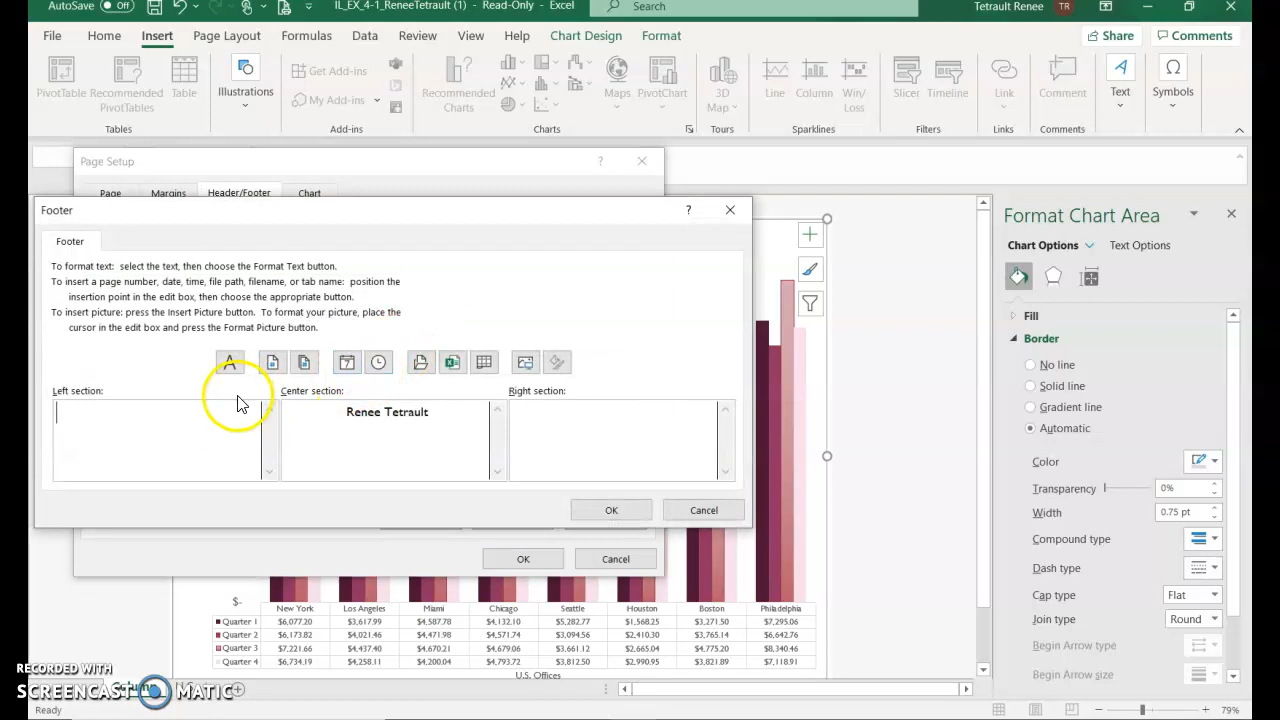 AutoSave Off IL_EX_4-1_ReneeTetrault (1) - Read-Only - Excel Search Tetrault Renee TR
File Home Insert Page Layout Formulas Data Review View Help Chart Design Format Share Comments
PivotTable Recommended PivotTables Table Illustrations Get Add-ins My Add-ins Recommended Charts Maps PivotChart 3D Map Line Column Win/Loss Slicer Timeline Link Comment Text Symbols
Tables Add-ins Charts Tours Sparklines Filters Links Comments
Page Setup ?
Page Margins Header/Footer Chart
Footer ?
Footer
To format text: select the text, then choose the Format Text button.
To insert a page number, date, time, file path, filename, or tab name: position the
insertion point in the edit box, then choose the appropriate button.
To insert picture: press the Insert Picture button. To format your picture, place the
cursor in the edit box and press the Format Picture button.
A
Left section: Center section: Right section:
Renee Tetrault
OK Cancel
OK Cancel
$-
New York Los Angeles Miami Chicago Seattle Houston Boston Philadelphia
Quarter 1 $6,077.20 $3,617.99 $4,587.78 $4,132.10 $5,282.77 $1,568.25 $3,271.50 $7,295.06
Quarter 2 $6,173.82 $4,021.46 $4,471.98 $4,571.74 $3,094.56 $2,410.30 $3,765.14 $6,642.76
Quarter 3 $7,221.66 $4,437.40 $4,670.21 $4,679.06 $3,661.12 $2,665.04 $4,775.20 $8,340.46
Quarter 4 $6,734.19 $4,258.11 $4,200.04 $4,793.72 $3,812.50 $2,990.95 $3,821.89 $7,118.91
U.S. Offices
Format Chart Area
Chart Options Text Options
Fill
Border
No line
Solid line
Gradient line
Automatic
Color
Transparency 0%
Width 0.75 pt
Compound type
Dash type
Cap type Flat
Join type Round
Begin Arrow type
Begin Arrow size
RECORDED WITH
SCREENCAST MATIC
Ready 79%